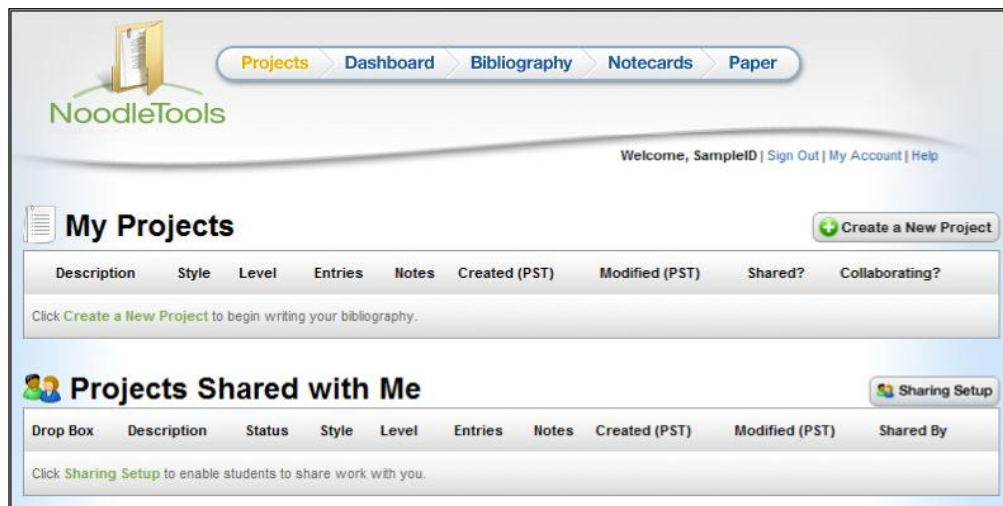 Projects Dashboard Bibliography Notecards Paper
NoodleTools
Welcome, SampleID | Sign Out | My Account | Help
My Projects
Create a New Project
Description Style Level Entries Notes Created (PST) Modified (PST) Shared? Collaborating?
Click Create a New Project to begin writing your bibliography.
Projects Shared with Me
Sharing Setup
Drop Box Description Status Style Level Entries Notes Created (PST) Modified (PST) Shared By
Click Sharing Setup to enable students to share work with you.